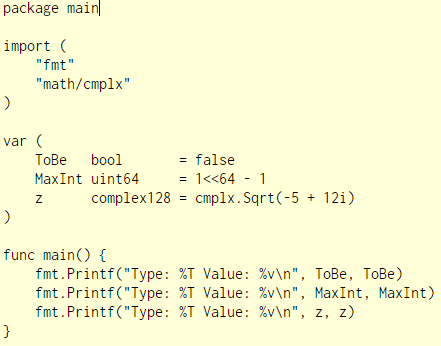 package main
import (
    "fmt"
    "math/cmplx"
)
var (
    ToBe   bool       = false
    MaxInt uint64     = 1<<64 - 1
    z      complex128 = cmplx.Sqrt(-5 + 12i)
)
func main() {
    fmt.Printf("Type: %T Value: %v\n", ToBe, ToBe)
    fmt.Printf("Type: %T Value: %v\n", MaxInt, MaxInt)
    fmt.Printf("Type: %T Value: %v\n", z, z)
}